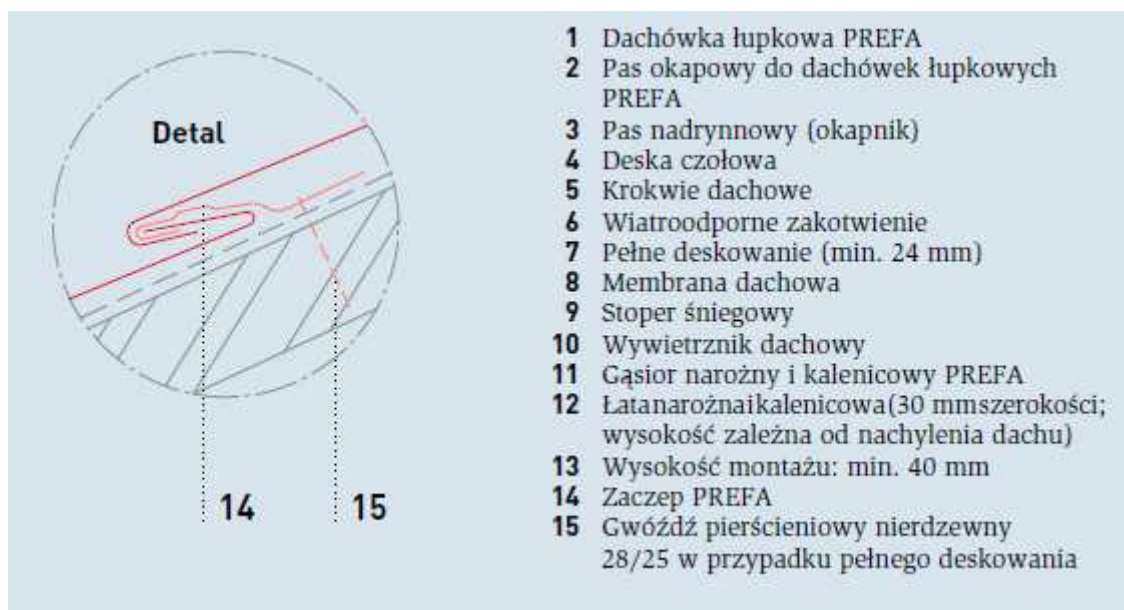 Detal
14
15
1 Dachówka łupkowa PREFA
2 Pas okapowy do dachówek łupkowych
PREFA
3 Pas nadrynnowy (okapnik)
4 Deska czołowa
5 Krokwie dachowe
6 Wiatroodporne zakotwienie
7 Pełne deskowanie (min. 24 mm)
8 Membrana dachowa
9 Stoper śniegowy
10 Wywietrznik dachowy
11 Gąsior narożny i kalenicowy PREFA
12 Łatanarożnaikalenicowa(30 mmszerokości;
wysokość zależna od nachylenia dachu)
13 Wysokość montażu: min. 40 mm
14 Zaczep PREFA
15 Gwóźdź pierścieniowy nierdzewny
28/25 w przypadku pełnego deskowania